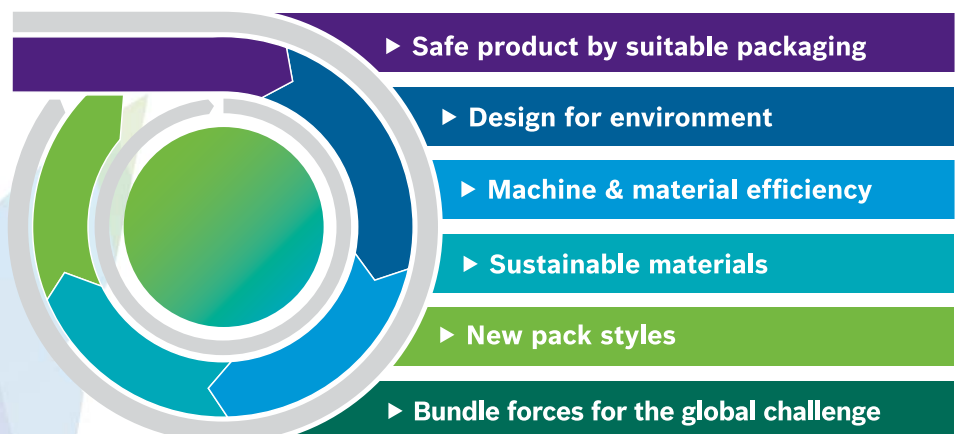 Safe product by suitable packaging
Design for environment
Machine & material efficiency
Sustainable materials
New pack styles
Bundle forces for the global challenge